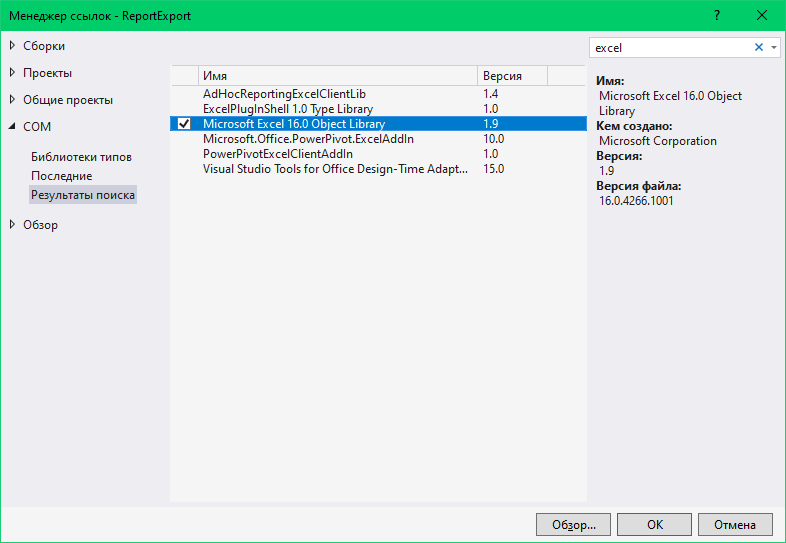 Менеджер ссылок - ReportExport
?
Сборки
Проекты
Общие проекты
COM
Библиотеки типов
Последние
Результаты поиска
Обзор
Имя Версия
AdHocReportingExcelClientLib 1.4
ExcelPlugInShell 1.0 Type Library 1.0
Microsoft Excel 16.0 Object Library 1.9
Microsoft.Office.PowerPivot.ExcelAddIn 10.0
PowerPivotExcelClientAddIn 1.0
Visual Studio Tools for Office Design-Time Adapt... 15.0
excel
Имя:
Microsoft Excel 16.0 Object
Library
Кем создано:
Microsoft Corporation
Версия:
1.9
Версия файла:
16.0.4266.1001
Обзор... ОК Отмена